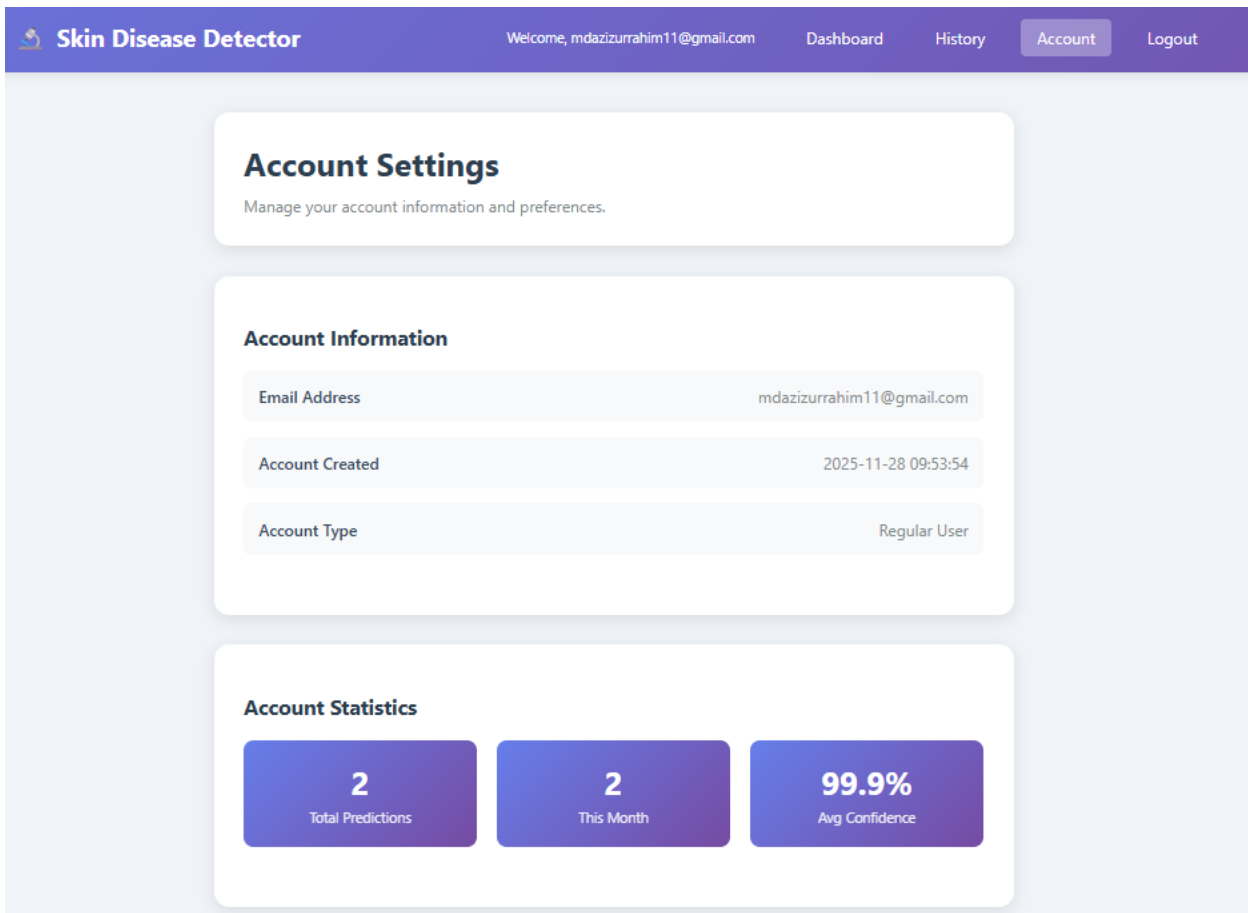 Skin Disease Detector
Welcome, mdazizurrahim11@gmail.com
Dashboard
History
Account
Logout
Account Settings
Manage your account information and preferences.
Account Information
Email Address mdazizurrahim11@gmail.com
Account Created 2025-11-28 09:53:54
Account Type Regular User
Account Statistics
2
Total Predictions
2
This Month
99.9%
Avg Confidence